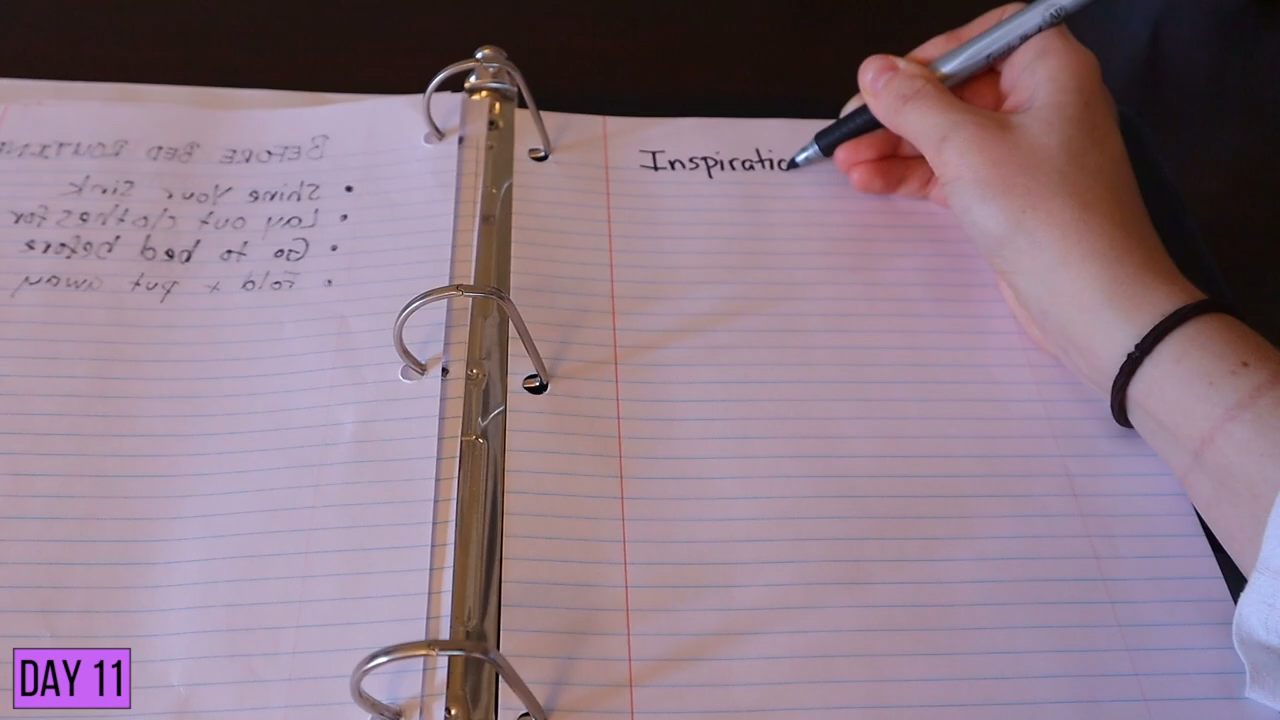 BEFORE BED ROUTINE
• Shine Your Sink
• Lay out clothes for
• Go to bed before
• Fold + put away
Inspiratio
DAY 11